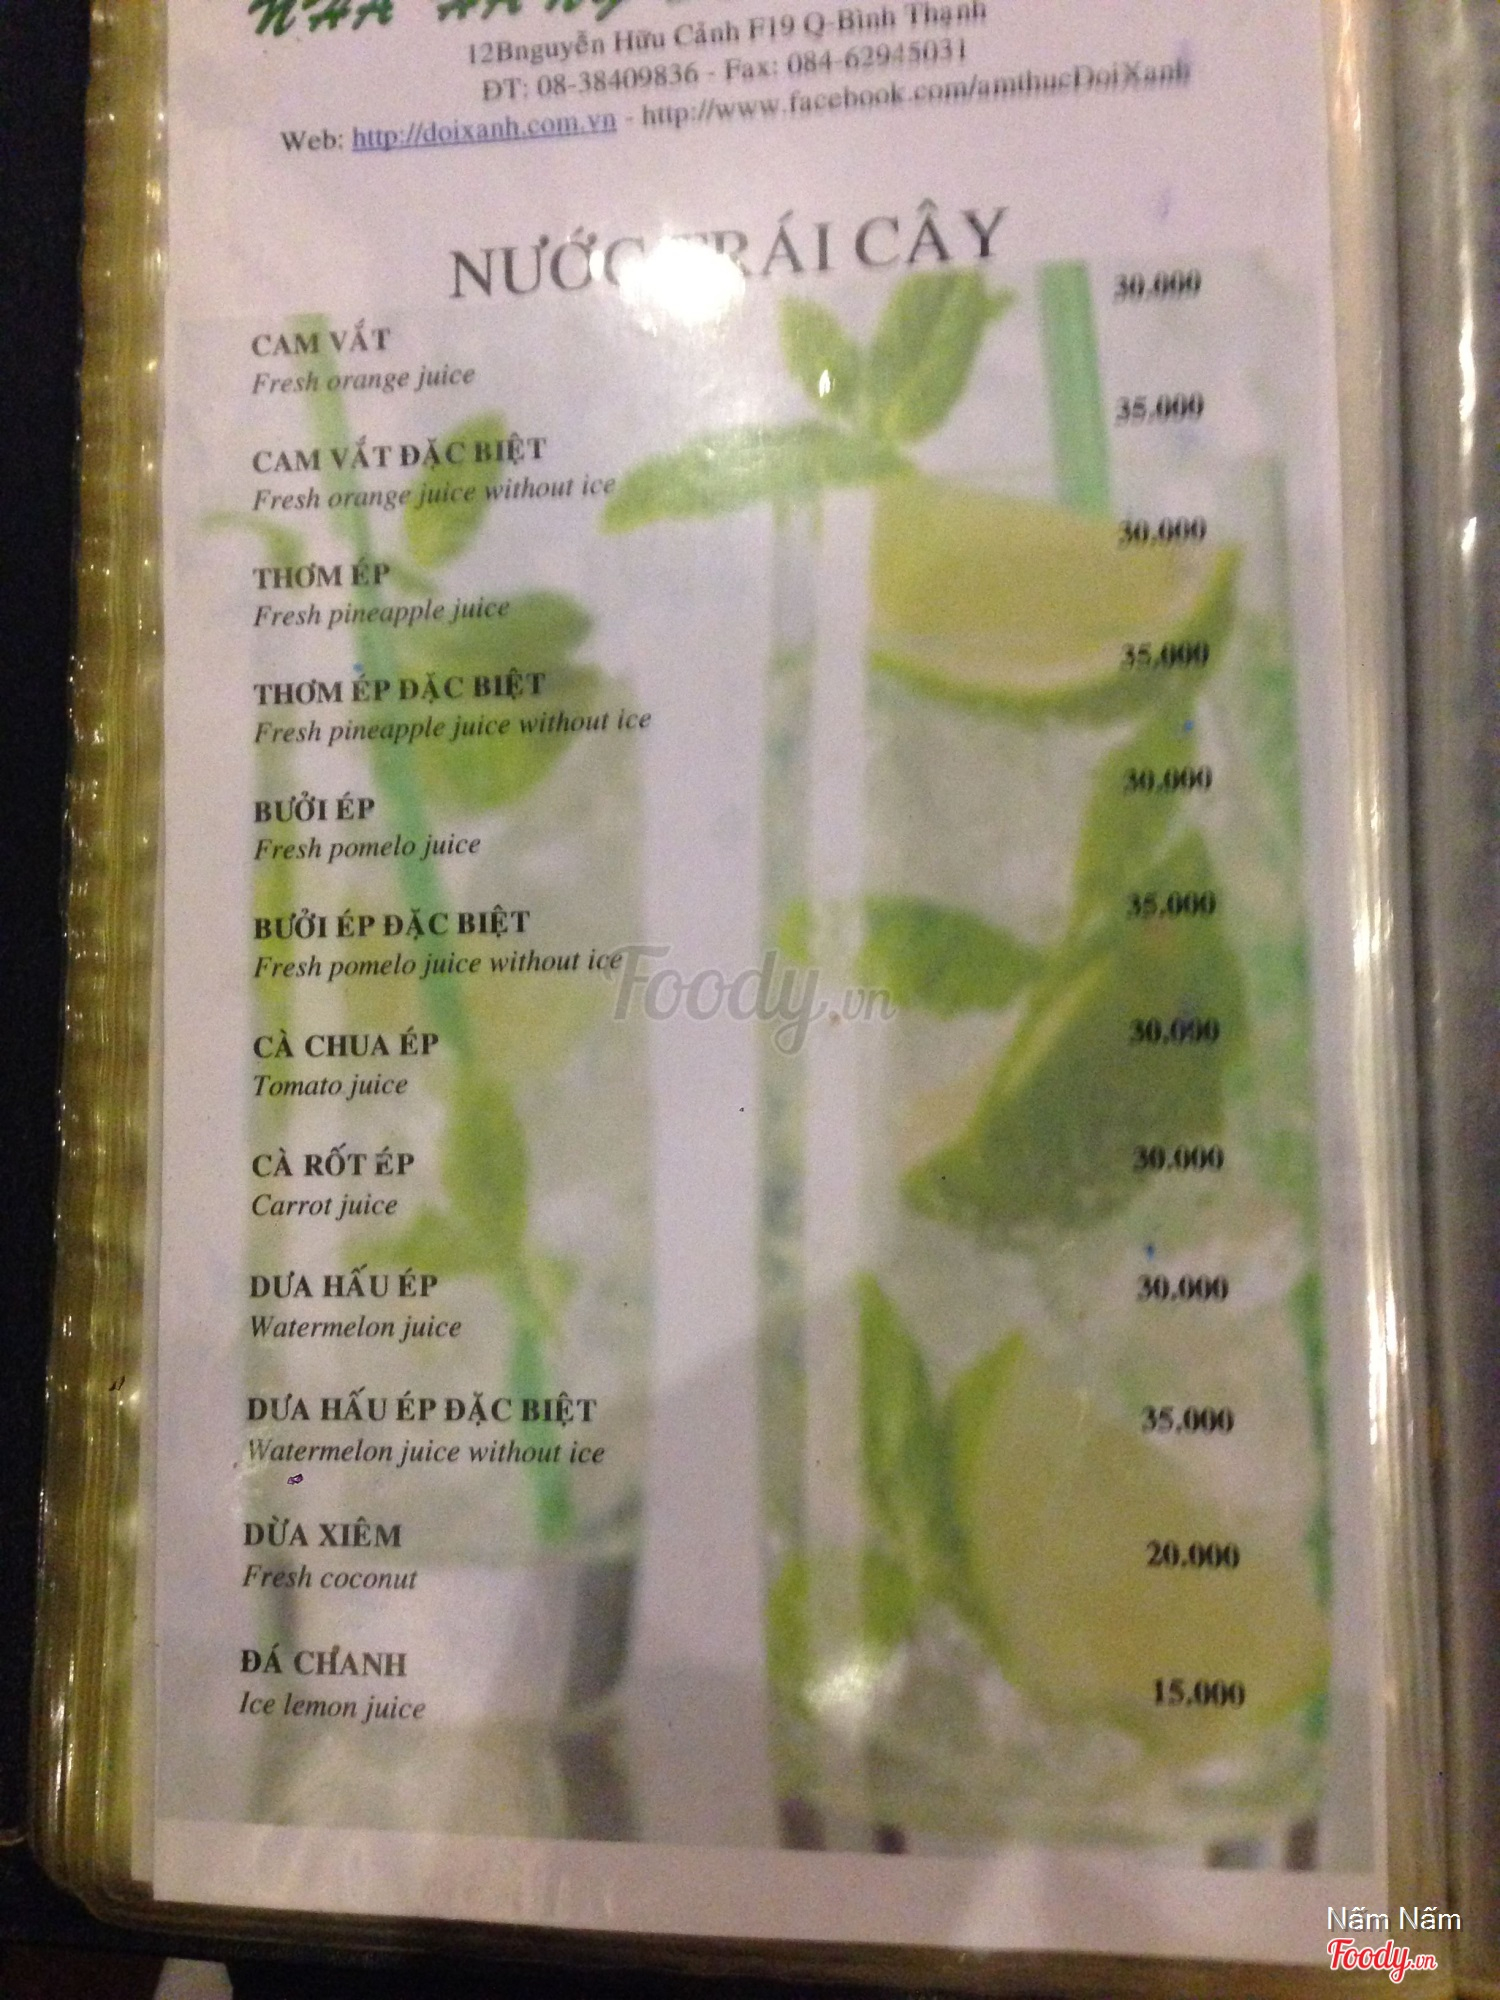 NHÀ HÀNG
12Bnguyễn Hữu Cảnh F19 Q-Bình Thạnh
ĐT: 08-38409836 - Fax: 084-62945031
Web: http://doixanh.com.vn - http://www.facebook.com/amthucDoiXanh
NƯỚC TRÁI CÂY
CAM VẮT 30.000
Fresh orange juice
CAM VẮT ĐẶC BIỆT 35.000
Fresh orange juice without ice
THƠM ÉP 30.000
Fresh pineapple juice
THƠM ÉP ĐẶC BIỆT 35.000
Fresh pineapple juice without ice
BƯỞI ÉP 30.000
Fresh pomelo juice
BƯỞI ÉP ĐẶC BIỆT 35.000
Fresh pomelo juice without ice
Foody.vn
CÀ CHUA ÉP 30.000
Tomato juice
CÀ RỐT ÉP 30.000
Carrot juice
DƯA HẤU ÉP 30.000
Watermelon juice
DƯA HẤU ÉP ĐẶC BIỆT 35.000
Watermelon juice without ice
DỪA XIÊM 20.000
Fresh coconut
ĐÁ CHANH 15.000
Ice lemon juice
Nấm Nấm
Foody.vn